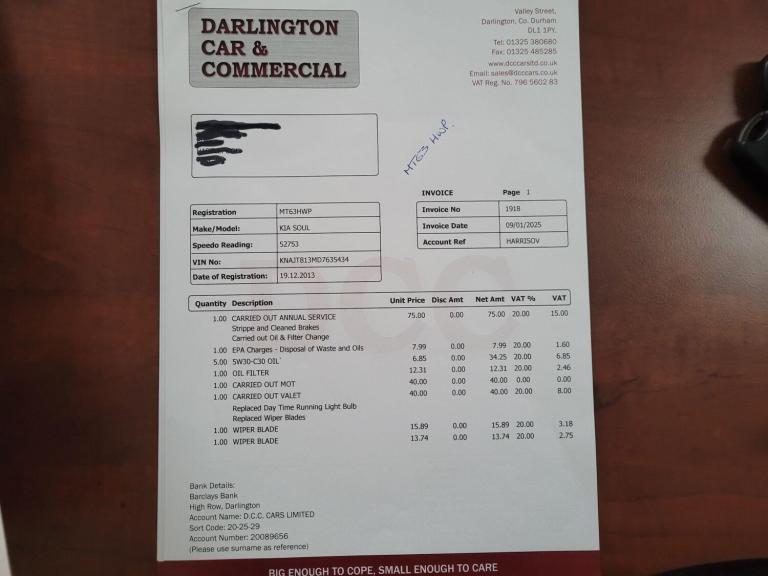 DARLINGTON
CAR &
COMMERCIAL
Valley Street,
Darlington, Co. Durham
DL1 1PY.
Tel: 01325 380680
Fax: 01325 485285
www.dcccarsltd.co.uk
Email: sales@dcccars.co.uk
VAT Reg. No. 796 5602 83
MT63 HWP.
INVOICE Page 1
Invoice No 1918
Invoice Date 09/01/2025
Account Ref HARRISOV
Registration MT63HWP
Make/Model: KIA SOUL
Speedo Reading: 52753
VIN No: KNAJT813MD7635434
Date of Registration: 19.12.2013
DCC
Quantity Description Unit Price Disc Amt Net Amt VAT % VAT
1.00 CARRIED OUT ANNUAL SERVICE 75.00 0.00 75.00 20.00 15.00
Strippe and Cleaned Brakes
Carried out Oil & Filter Change
1.00 EPA Charges - Disposal of Waste and Oils 7.99 0.00 7.99 20.00 1.60
5.00 5W30-C30 OIL 6.85 0.00 34.25 20.00 6.85
1.00 OIL FILTER 12.31 0.00 12.31 20.00 2.46
1.00 CARRIED OUT MOT 40.00 0.00 40.00 0.00 0.00
1.00 CARRIED OUT VALET 40.00 0.00 40.00 20.00 8.00
Replaced Day Time Running Light Bulb
Replaced Wiper Blades
1.00 WIPER BLADE 15.89 0.00 15.89 20.00 3.18
1.00 WIPER BLADE 13.74 0.00 13.74 20.00 2.75
Bank Details:
Barclays Bank
High Row, Darlington
Account Name: D.C.C. CARS LIMITED
Sort Code: 20-25-29
Account Number: 20089656
(Please use surname as reference)
BIG ENOUGH TO COPE, SMALL ENOUGH TO CARE